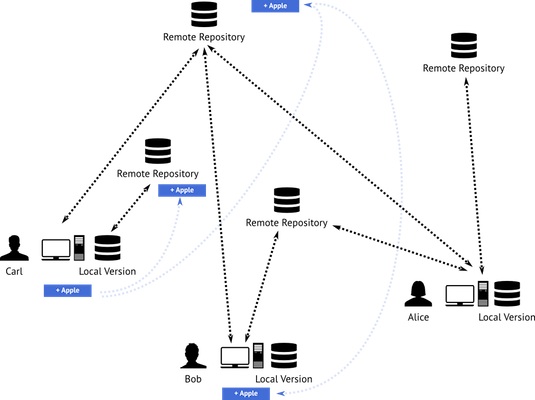 + Apple
Remote Repository
Remote Repository
Remote Repository
+ Apple
Remote Repository
Carl
Local Version
+ Apple
Alice
Local Version
Bob
Local Version
+ Apple